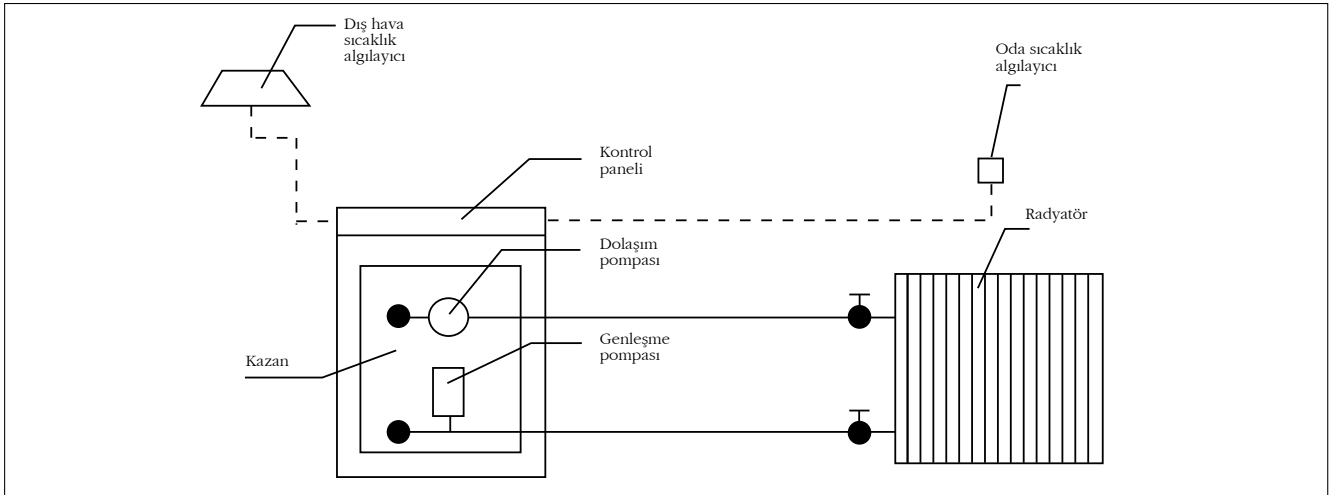 Dış hava
sıcaklık
algılayıcı
Oda sıcaklık
algılayıcı
Kontrol
paneli
Radyatör
Dolaşım
pompası
Genleşme
pompası
Kazan